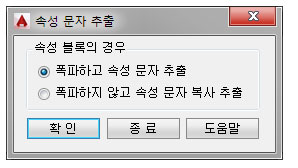 속성 문자 추출
속성 블록의 경우
폭파하고 속성 문자 추출
폭파하지 않고 속성 문자 복사 추출
확 인 종 료 도움말